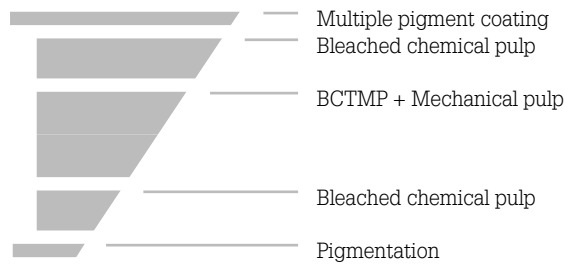 Multiple pigment coating
Bleached chemical pulp
BCTMP + Mechanical pulp
Bleached chemical pulp
Pigmentation